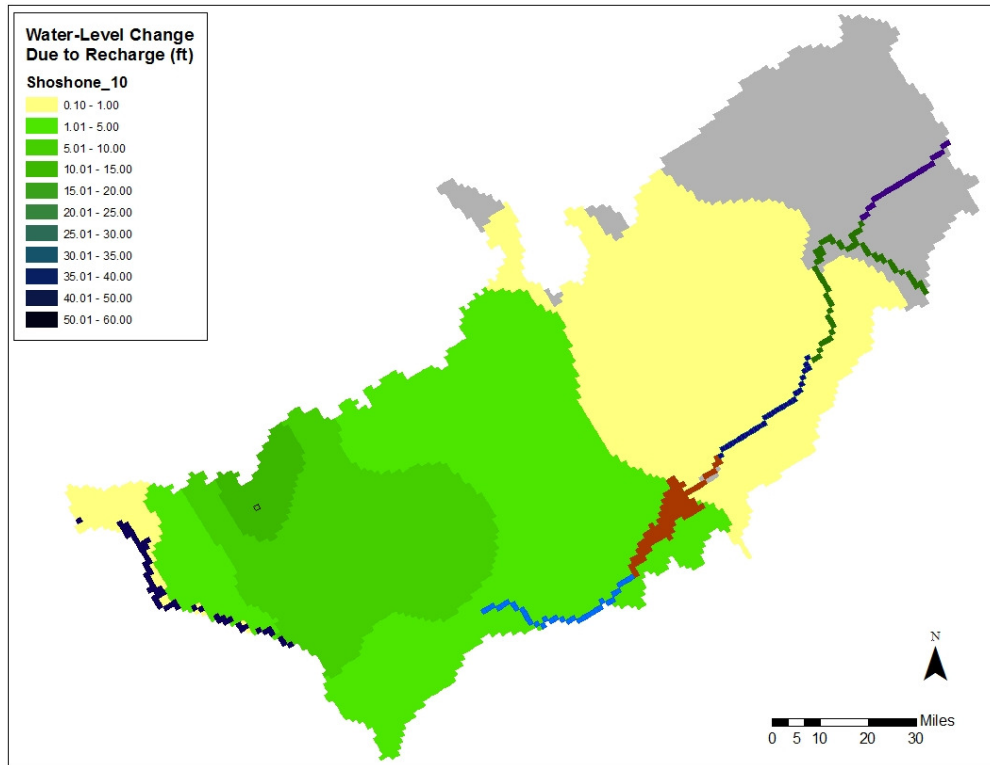 Water-Level Change
Due to Recharge (ft)
Shoshone_10
0.10 - 1.00
1.01 - 5.00
5.01 - 10.00
10.01 - 15.00
15.01 - 20.00
20.01 - 25.00
25.01 - 30.00
30.01 - 35.00
35.01 - 40.00
40.01 - 50.00
50.01 - 60.00
N
Miles
0 5 10 20 30